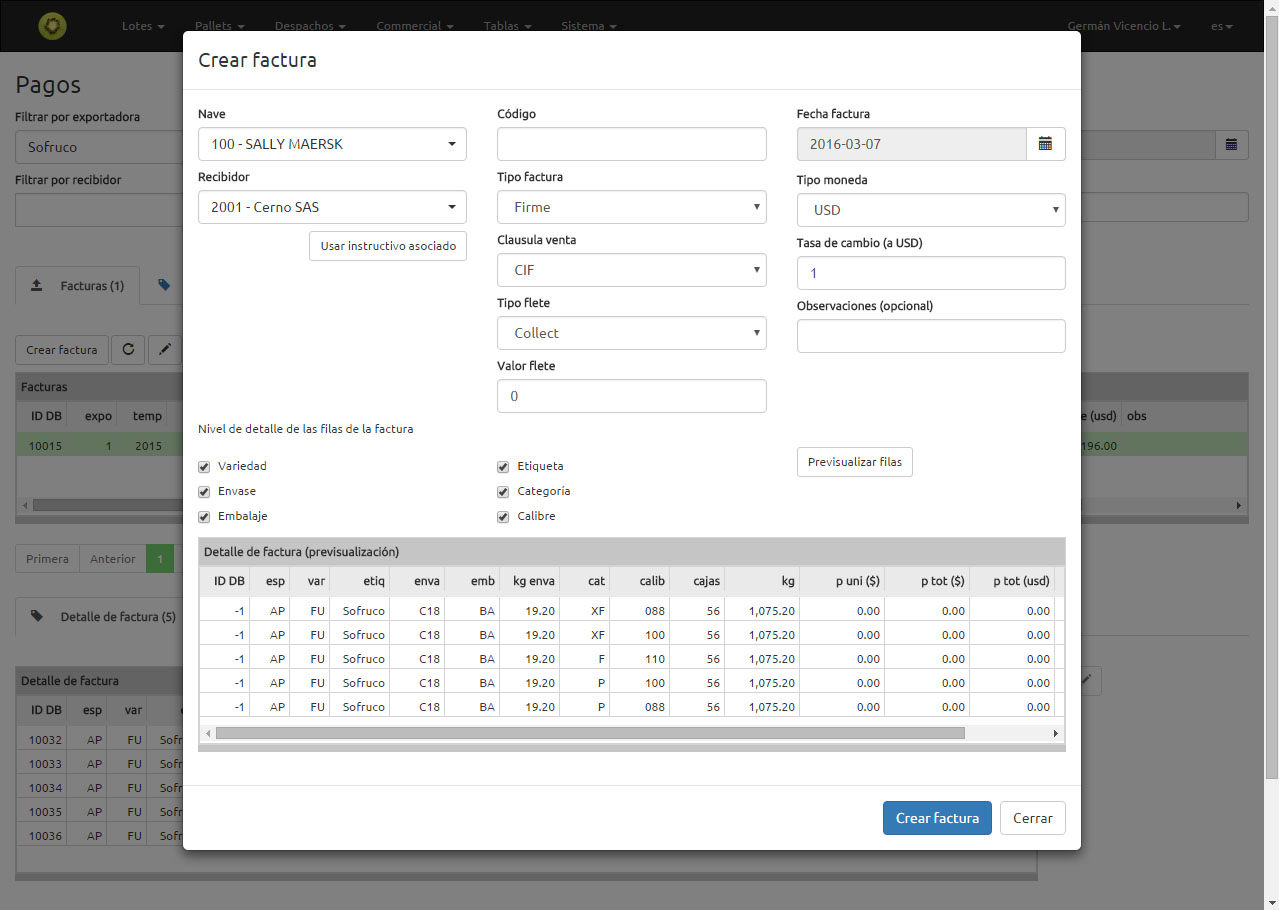 Lotes Pallets Despachos Commercial Tablas Sistema Germán Vicencio L. es
Pagos
Filtrar por exportadora
Sofruco
Filtrar por recibidor
Facturas (1)
Crear factura
Facturas
ID DB expo temp (usd) obs
10015 1 2015 196.00
Primera Anterior 1
Detalle de factura (5)
Detalle de factura
ID DB esp var
10032 AP FU Sofr
10033 AP FU Sofr
10034 AP FU Sofr
10035 AP FU Sofr
10036 AP FU Sofr
Crear factura
Nave
100 - SALLY MAERSK
Recibidor
2001 - Cerno SAS
Usar instructivo asociado
Código
Tipo factura
Firme
Clausula venta
CIF
Tipo flete
Collect
Valor flete
0
Fecha factura
2016-03-07
Tipo moneda
USD
Tasa de cambio (a USD)
1
Observaciones (opcional)
Nivel de detalle de las filas de la factura
Variedad Etiqueta Previsualizar filas
Envase Categoría
Embalaje Calibre
Detalle de factura (previsualización)
ID DB esp var etiq enva emb kg enva cat calib cajas kg p uni ($) p tot ($) p tot (usd)
-1 AP FU Sofruco C18 BA 19.20 XF 088 56 1,075.20 0.00 0.00 0.00
-1 AP FU Sofruco C18 BA 19.20 XF 100 56 1,075.20 0.00 0.00 0.00
-1 AP FU Sofruco C18 BA 19.20 F 110 56 1,075.20 0.00 0.00 0.00
-1 AP FU Sofruco C18 BA 19.20 P 100 56 1,075.20 0.00 0.00 0.00
-1 AP FU Sofruco C18 BA 19.20 P 088 56 1,075.20 0.00 0.00 0.00
Crear factura Cerrar